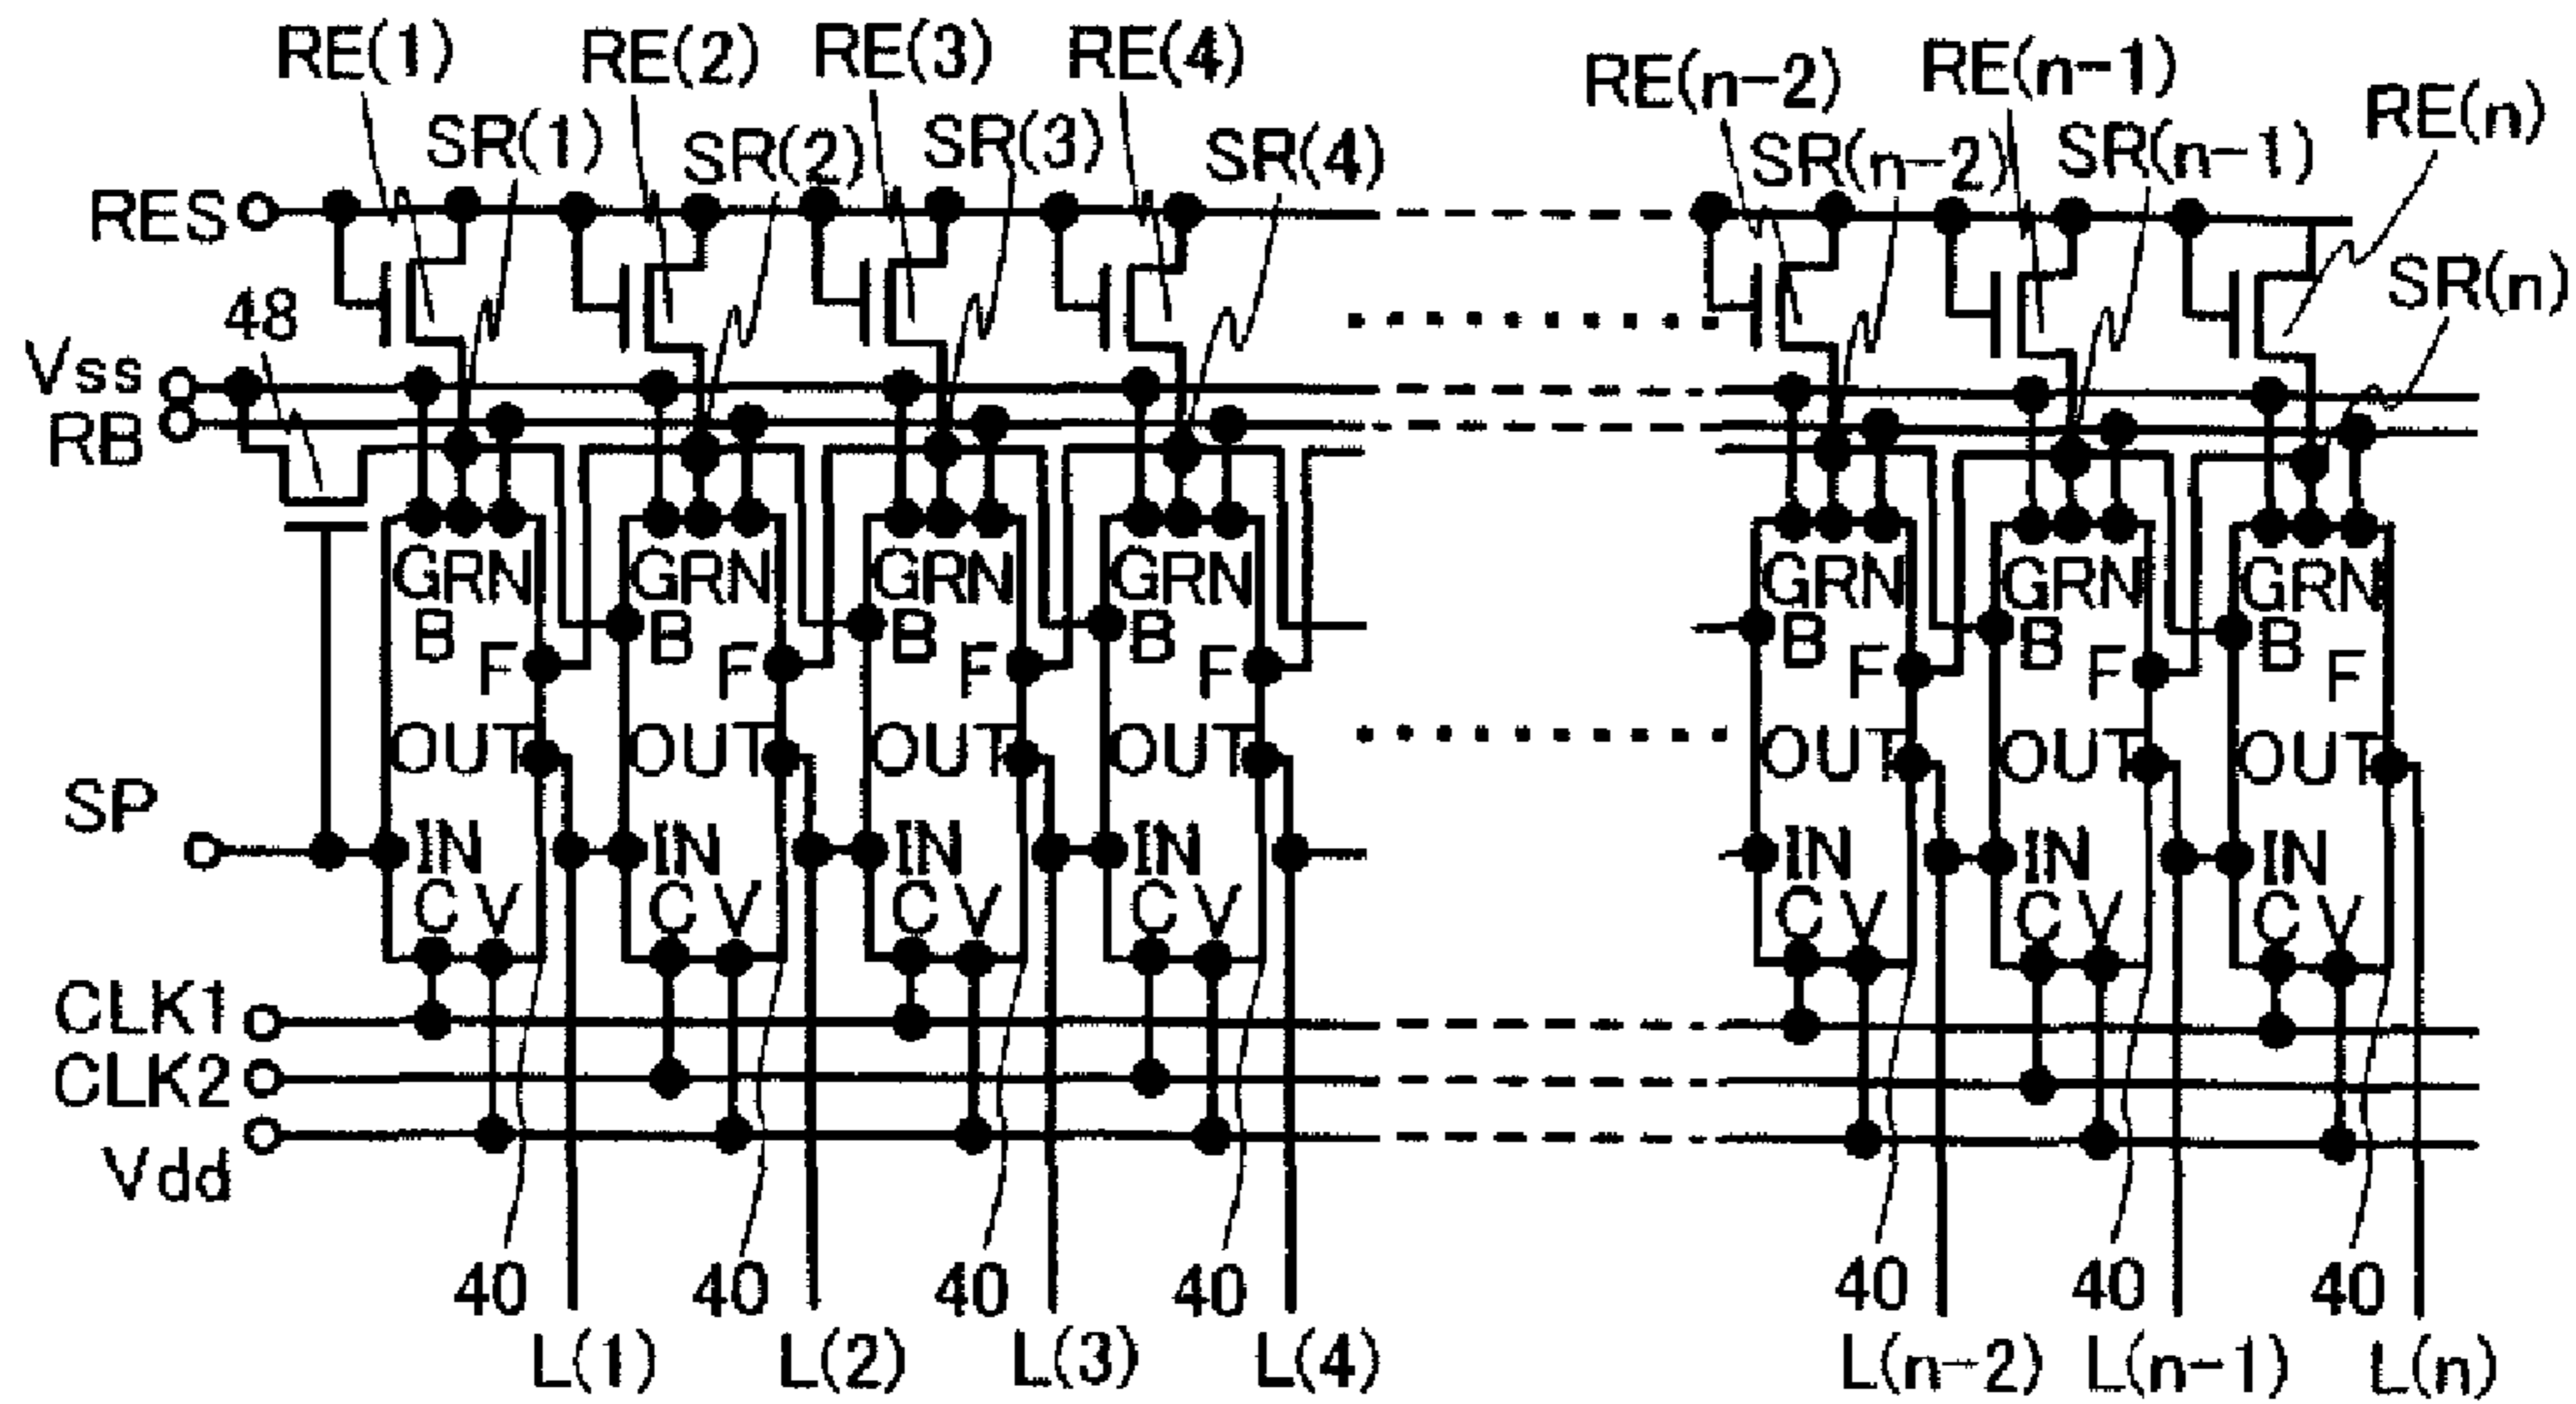 RE(1) RE(2) RE(3) RE(4) RE(n-2) RE(n-1) RE(n)
SR(1) SR(2) SR(3) SR(4) SR(n-2) SR(n-1)
RES
SR(n)
48
Vss
RB
GRN GRN GRN GRN GRN GRN GRN
B B B B B B B
F F F F F F F
OUT OUT OUT OUT OUT OUT OUT
SP
IN IN IN IN IN IN IN
C V C V C V C V C V C V C V
CLK1
CLK2
Vdd
40 40 40 40 40 40 40
L(1) L(2) L(3) L(4) L(n-2) L(n-1) L(n)